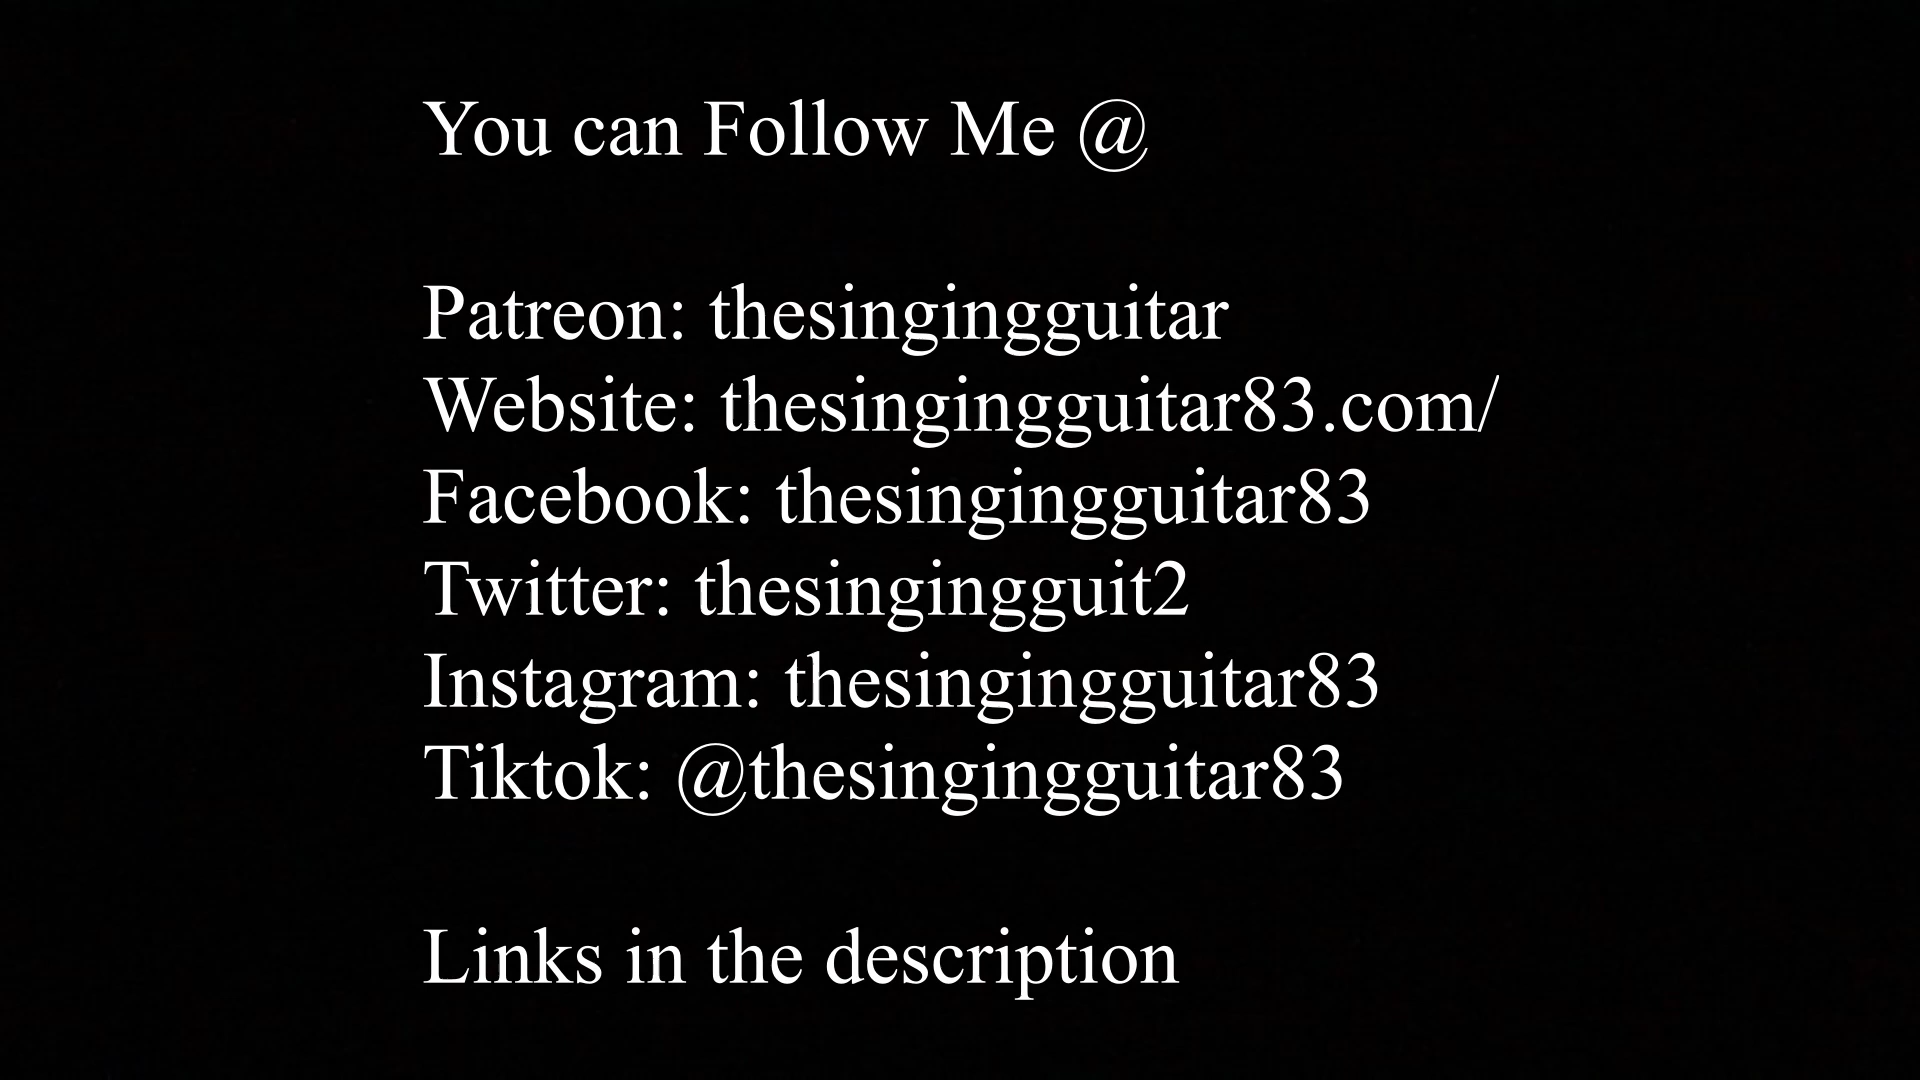 You can Follow Me @
Patreon: thesingingguitar
Website: thesingingguitar83.com/
Facebook: thesingingguitar83
Twitter: thesingingguit2
Instagram: thesingingguitar83
Tiktok: @thesingingguitar83
Links in the description